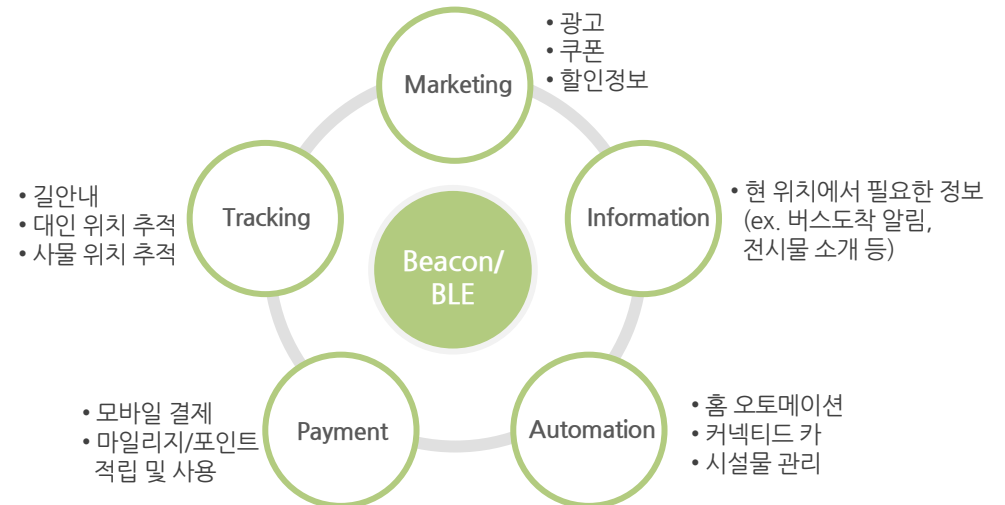 Marketing
• 광고
• 쿠폰
• 할인정보
Information
• 현 위치에서 필요한 정보
(ex. 버스도착 알림,
전시물 소개 등)
Automation
• 홈 오토메이션
• 커넥티드 카
• 시설물 관리
Payment
• 모바일 결제
• 마일리지/포인트
적립 및 사용
Tracking
• 길안내
• 대인 위치 추적
• 사물 위치 추적
Beacon/
BLE